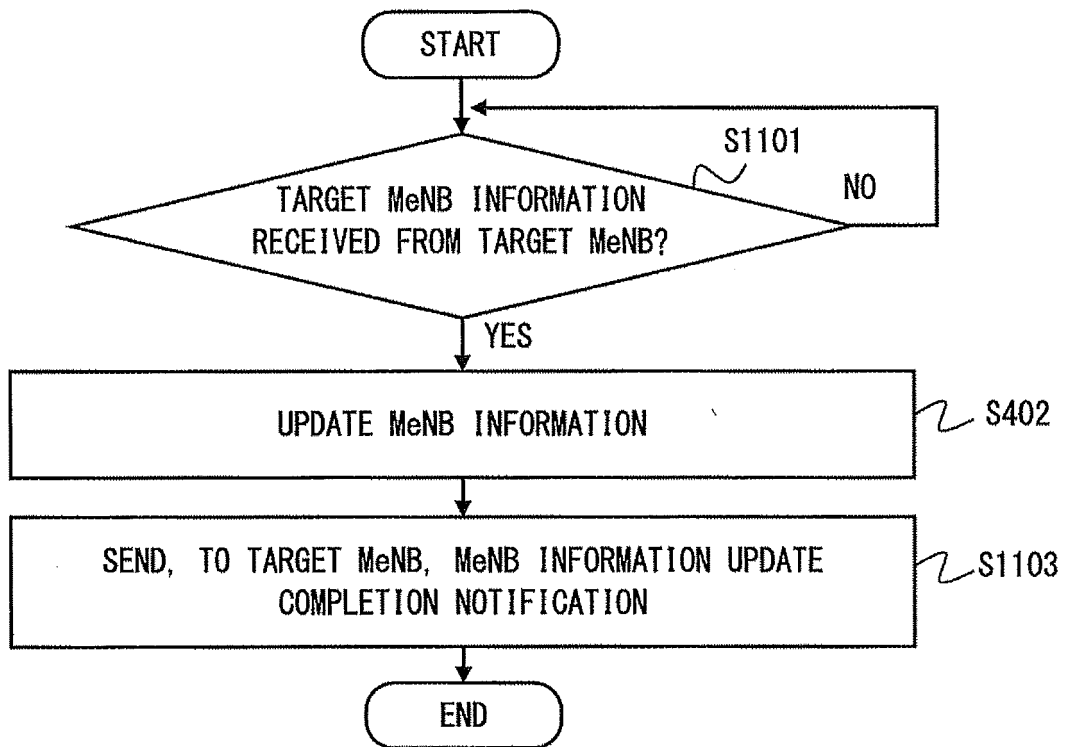 START
S1101
TARGET MeNB INFORMATION
RECEIVED FROM TARGET MeNB?
NO
YES
UPDATE MeNB INFORMATION
S402
SEND, TO TARGET MeNB, MeNB INFORMATION UPDATE
COMPLETION NOTIFICATION
S1103
END